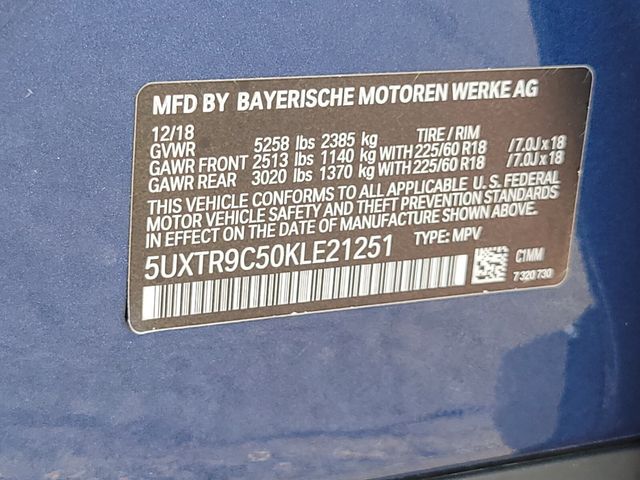 MFD BY BAYERISCHE MOTOREN WERKE AG
12/18
GVWR 5258 lbs 2385 kg TIRE / RIM
GAWR FRONT 2513 lbs 1140 kg WITH 225/60 R18 / 7.0J x 18
GAWR REAR 3020 lbs 1370 kg WITH 225/60 R18 / 7.0J x 18
THIS VEHICLE CONFORMS TO ALL APPLICABLE U. S. FEDERAL
MOTOR VEHICLE SAFETY AND THEFT PREVENTION STANDARDS
IN EFFECT ON THE DATE OF MANUFACTURE SHOWN ABOVE.
5UXTR9C50KLE21251 TYPE: MPV
C1MM
7 320 730